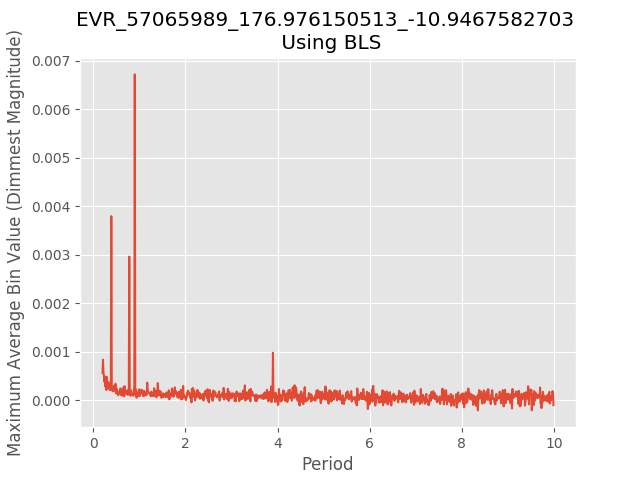 EVR_57065989_176.976150513_-10.9467582703
Using BLS
Maximum Average Bin Value (Dimmest Magnitude)
0.007
0.006
0.005
0.004
0.003
0.002
0.001
0.000
0 2 4 6 8 10
Period